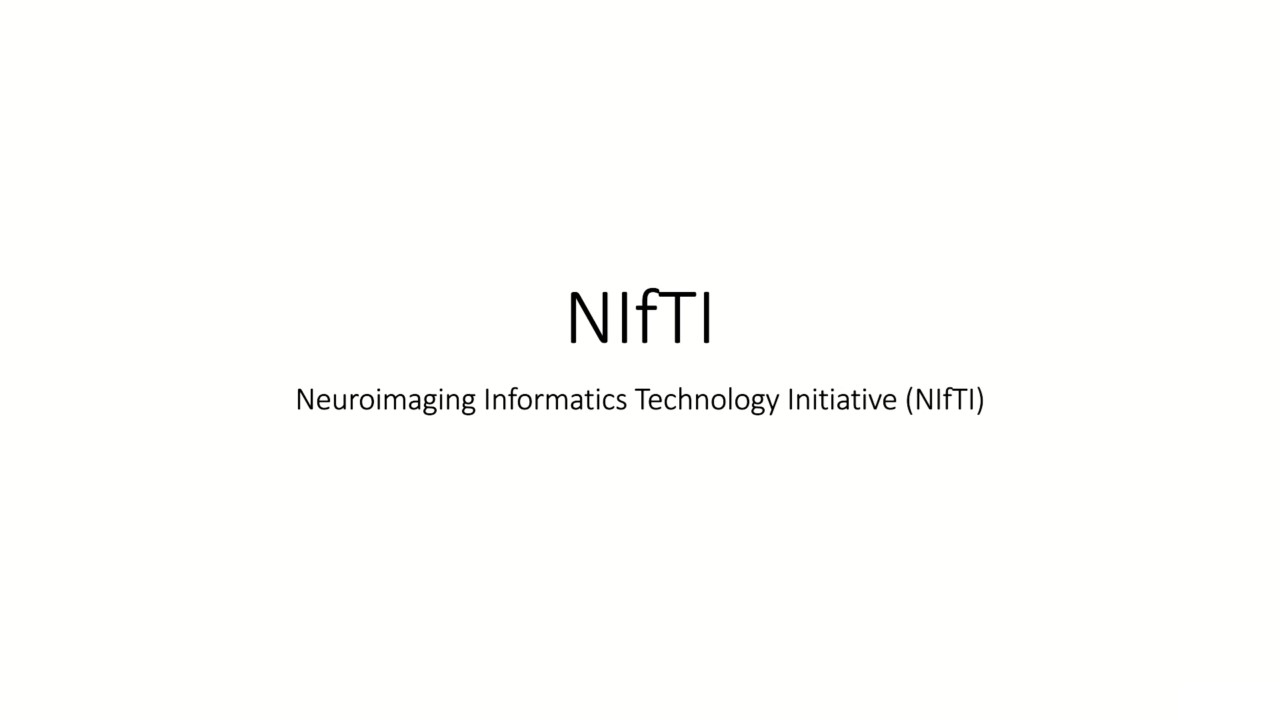 NIfTI
Neuroimaging Informatics Technology Initiative (NIfTI)